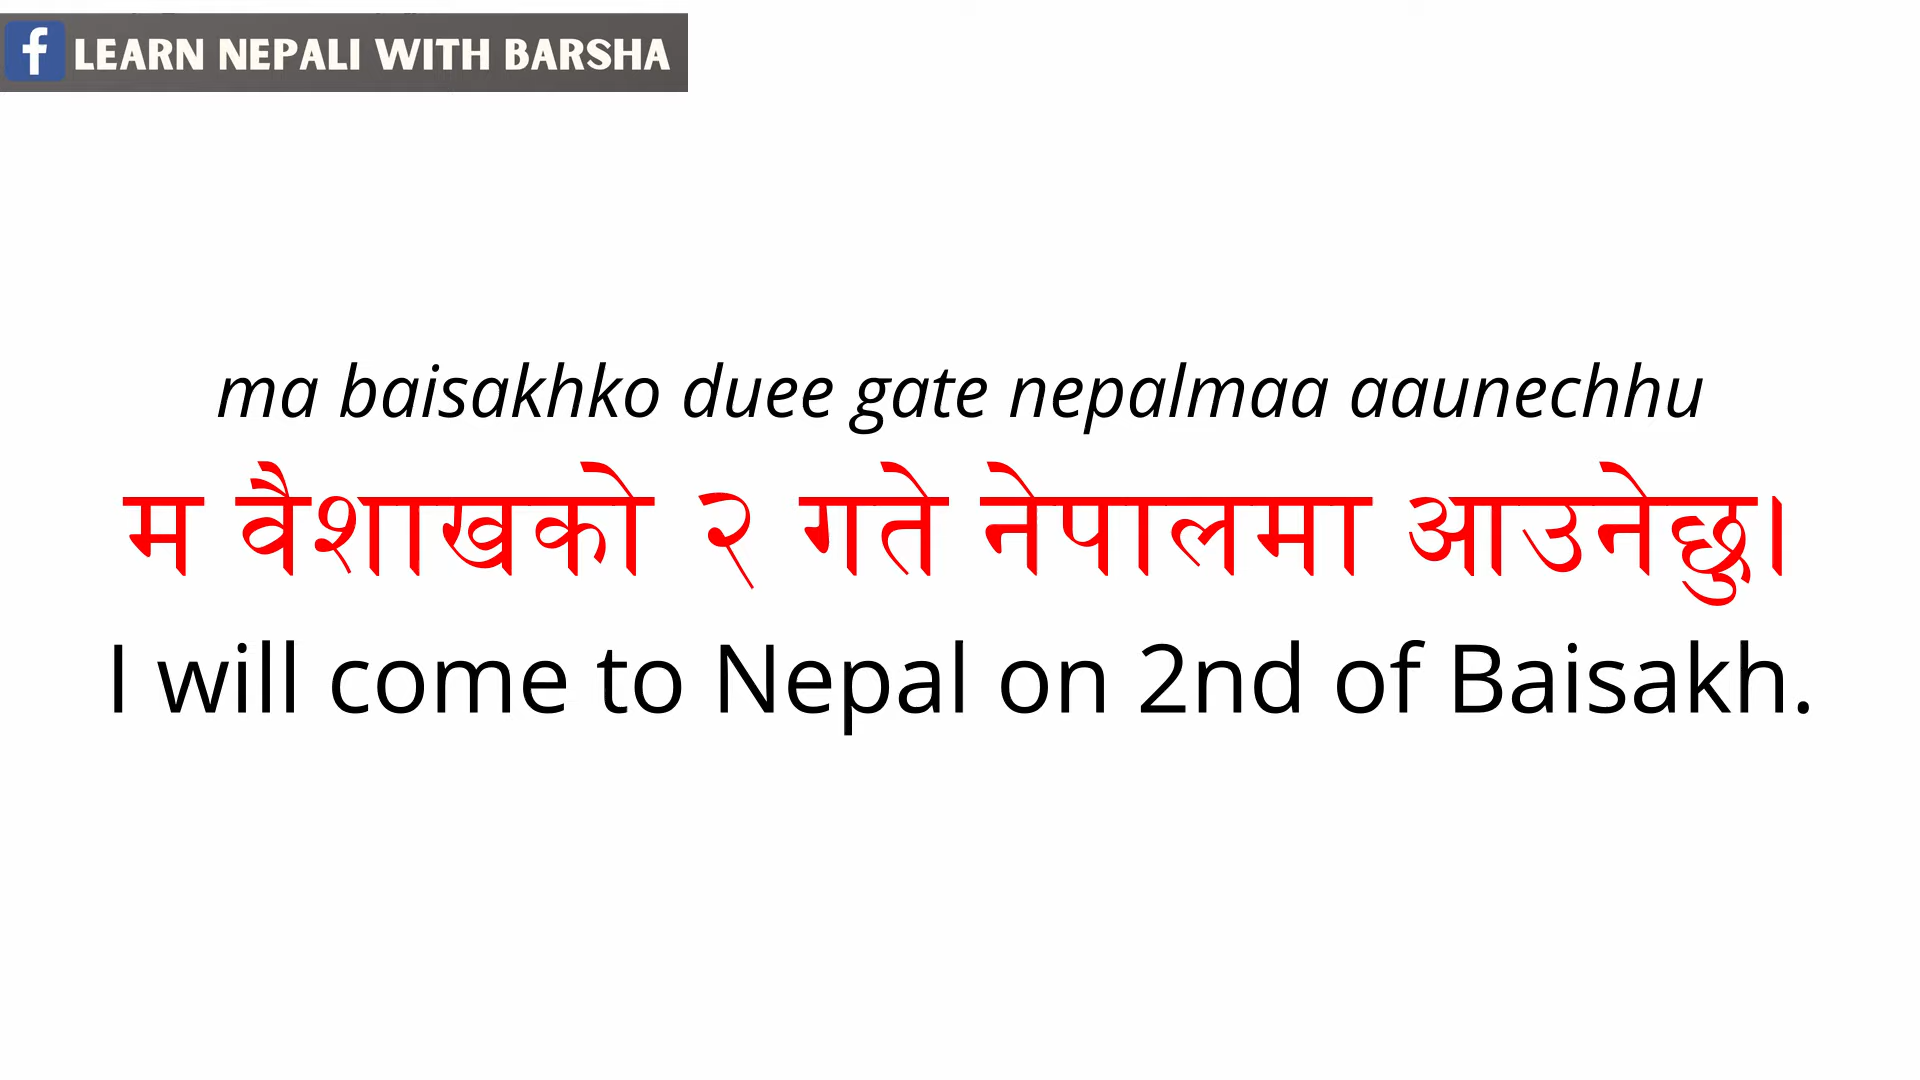 LEARN NEPALI WITH BARSHA
ma baisakhko duee gate nepalmaa aaunechhu
म वैशाखको २ गते नेपालमा आउनेछु।
I will come to Nepal on 2nd of Baisakh.